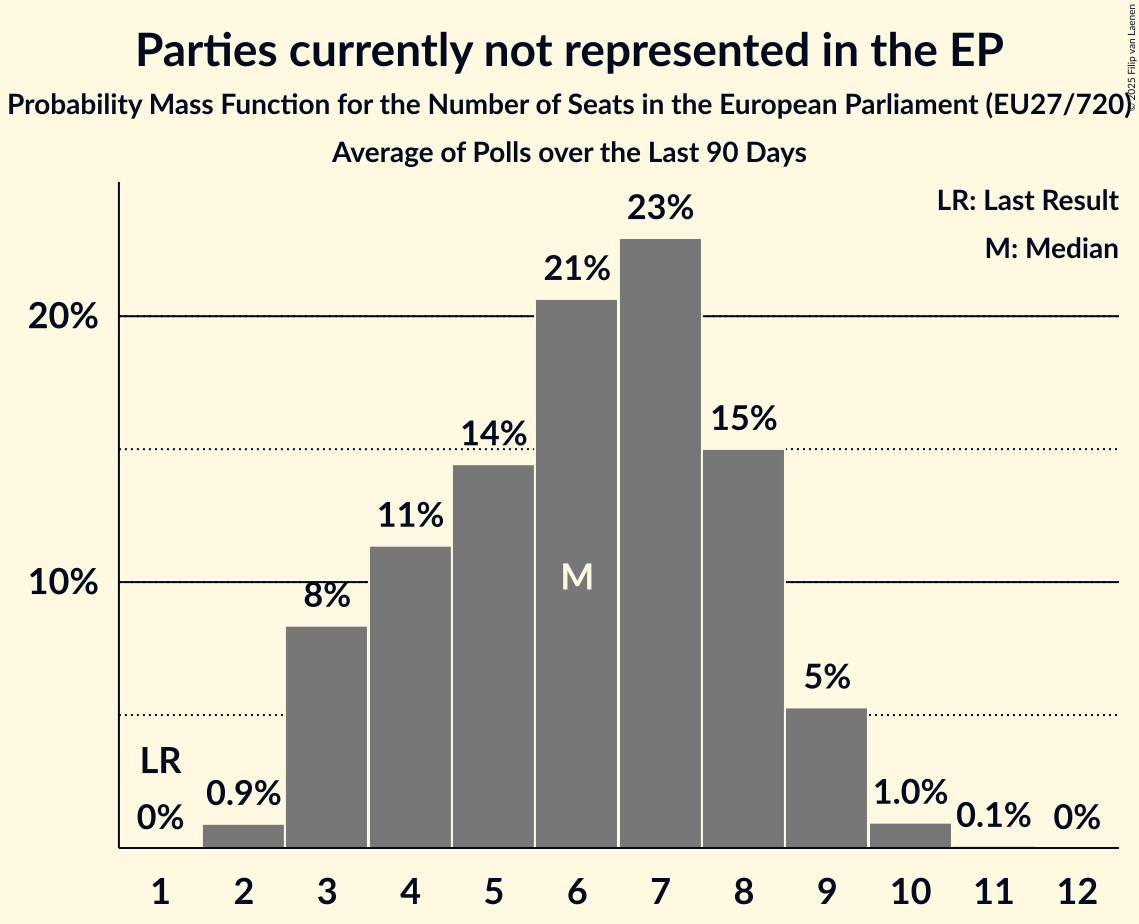 Parties currently not represented in the EP
Probability Mass Function for the Number of Seats in the European Parliament (EU27/720)
Average of Polls over the Last 90 Days
© 2025 Filip van Laenen
LR: Last Result
M: Median
20%
10%
LR
0%
0.9%
8%
11%
14%
21%
M
23%
15%
5%
1.0%
0.1%
0%
1 2 3 4 5 6 7 8 9 10 11 12